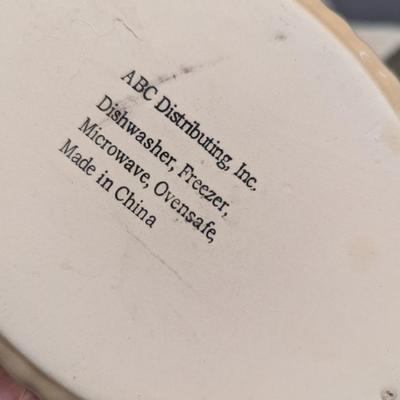 ABC Distributing, Inc.
Dishwasher, Freezer,
Microwave, Ovensafe,
Made in China